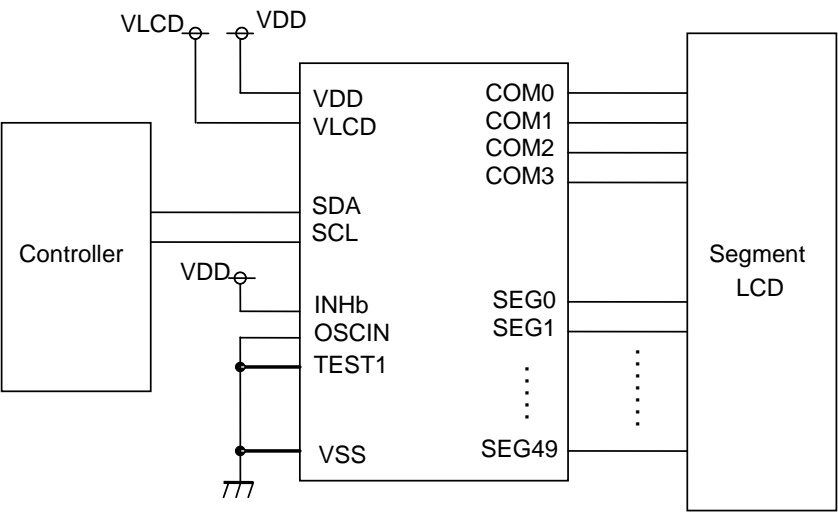 VLCD
VDD
VDD
VLCD
SDA
SCL
Controller
VDD
INHb
OSCIN
TEST1
VSS
COM0
COM1
COM2
COM3
SEG0
SEG1
SEG49
Segment
LCD